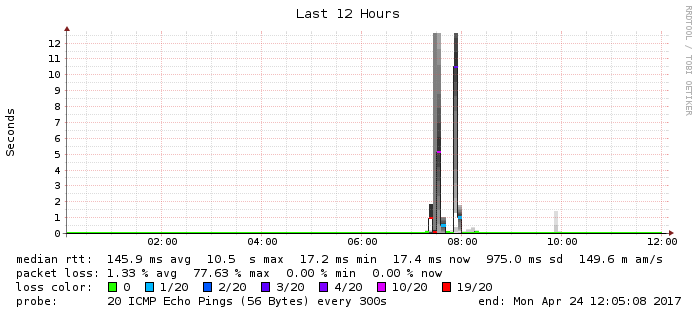 Last 12 Hours
RRDTOOL / TOBI OETIKER
Seconds
12
11
10
9
8
7
6
5
4
3
2
1
0
02:00 04:00 06:00 08:00 10:00 12:00
median rtt: 145.9 ms avg 10.5 s max 17.2 ms min 17.4 ms now 975.0 ms sd 149.6 m am/s
packet loss: 1.33 % avg 77.63 % max 0.00 % min 0.00 % now
loss color: 0 1/20 2/20 3/20 4/20 10/20 19/20
probe: 20 ICMP Echo Pings (56 Bytes) every 300s end: Mon Apr 24 12:05:08 2017